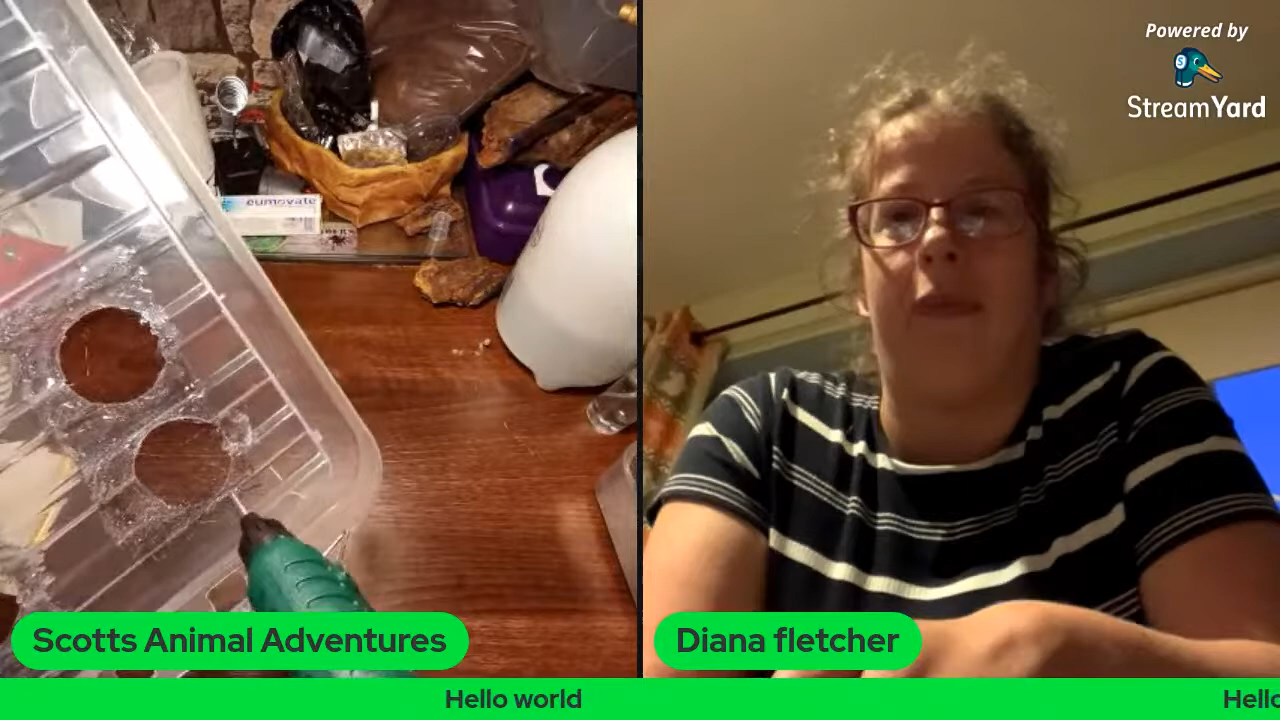 Powered by
StreamYard
eumovate
Scotts Animal Adventures
Diana fletcher
Hello world
Hello